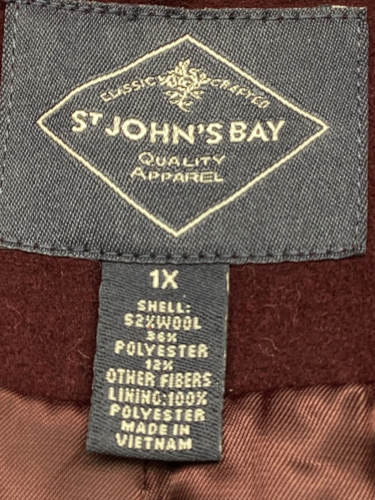 CLASSIC CRAFTED
ST JOHN'S BAY
QUALITY
APPAREL
1X
SHELL:
52%WOOL
36%
POLYESTER
12%
OTHER FIBERS
LINING:100%
POLYESTER
MADE IN
VIETNAM